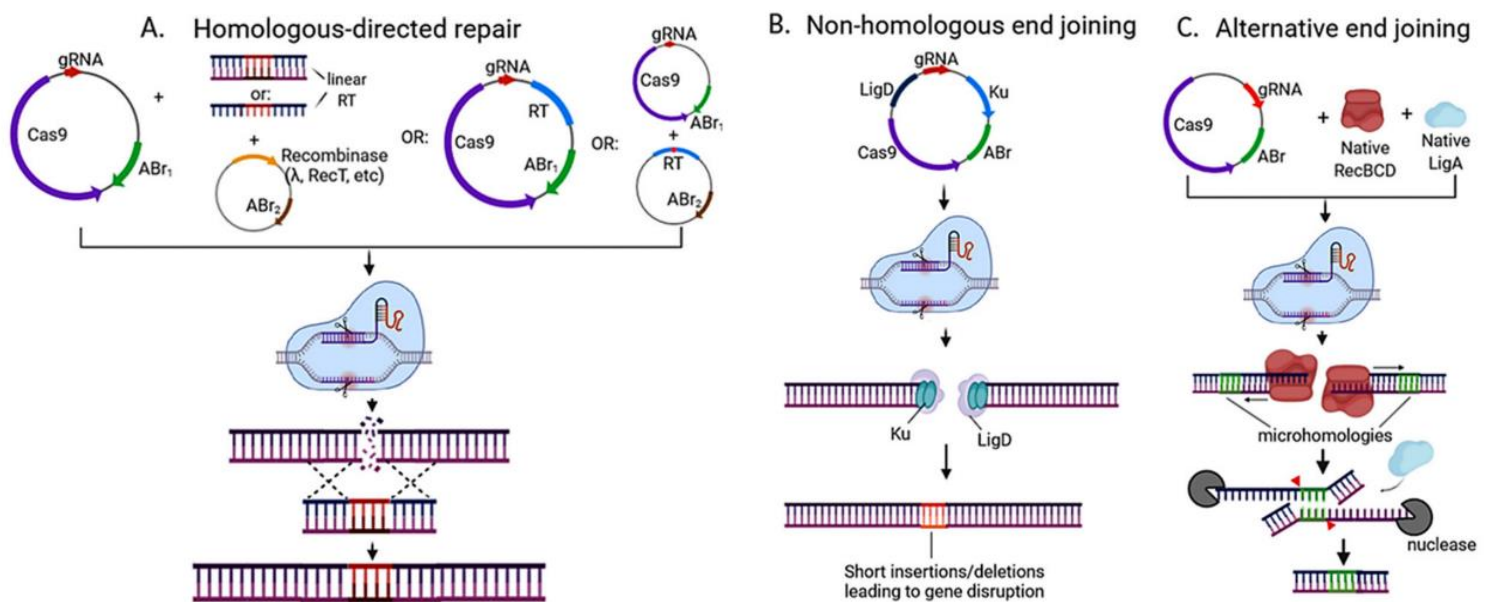 A. Homologous-directed repair
gRNA
Cas9
ABr₁
+
linear
RT
or:
+
Recombinase
(λ, RecT, etc)
ABr₂
OR:
gRNA
RT
Cas9
ABr₁
OR:
gRNA
Cas9
ABr₁
+
RT
ABr₂
B. Non-homologous end joining
gRNA
LigD
Ku
Cas9
ABr
Ku
LigD
Short insertions/deletions
leading to gene disruption
C. Alternative end joining
gRNA
Cas9
ABr
+
Native
RecBCD
+
Native
LigA
microhomologies
nuclease